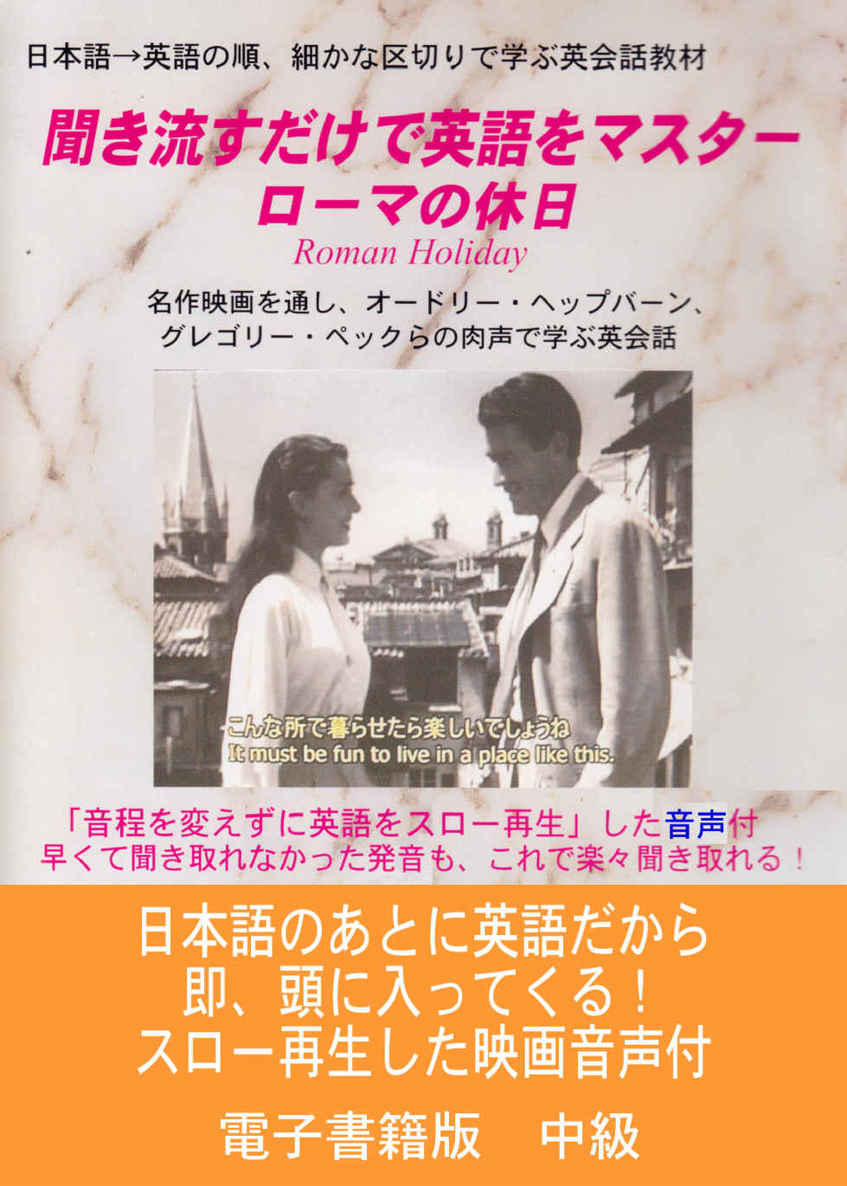 日本語→英語の順、細かな区切りで学ぶ英会話教材
聞き流すだけで英語をマスター
ローマの休日
Roman Holiday
名作映画を通し、オードリー・ヘップバーン、
グレゴリー・ペックらの肉声で学ぶ英会話
こんな所で暮らせたら楽しいでしょうね
It must be fun to live in a place like this.
「音程を変えずに英語をスロー再生」した音声付
早くて聞き取れなかった発音も、これで楽々聞き取れる！
日本語のあとに英語だから
即、頭に入ってくる！
スロー再生した映画音声付
電子書籍版　中級